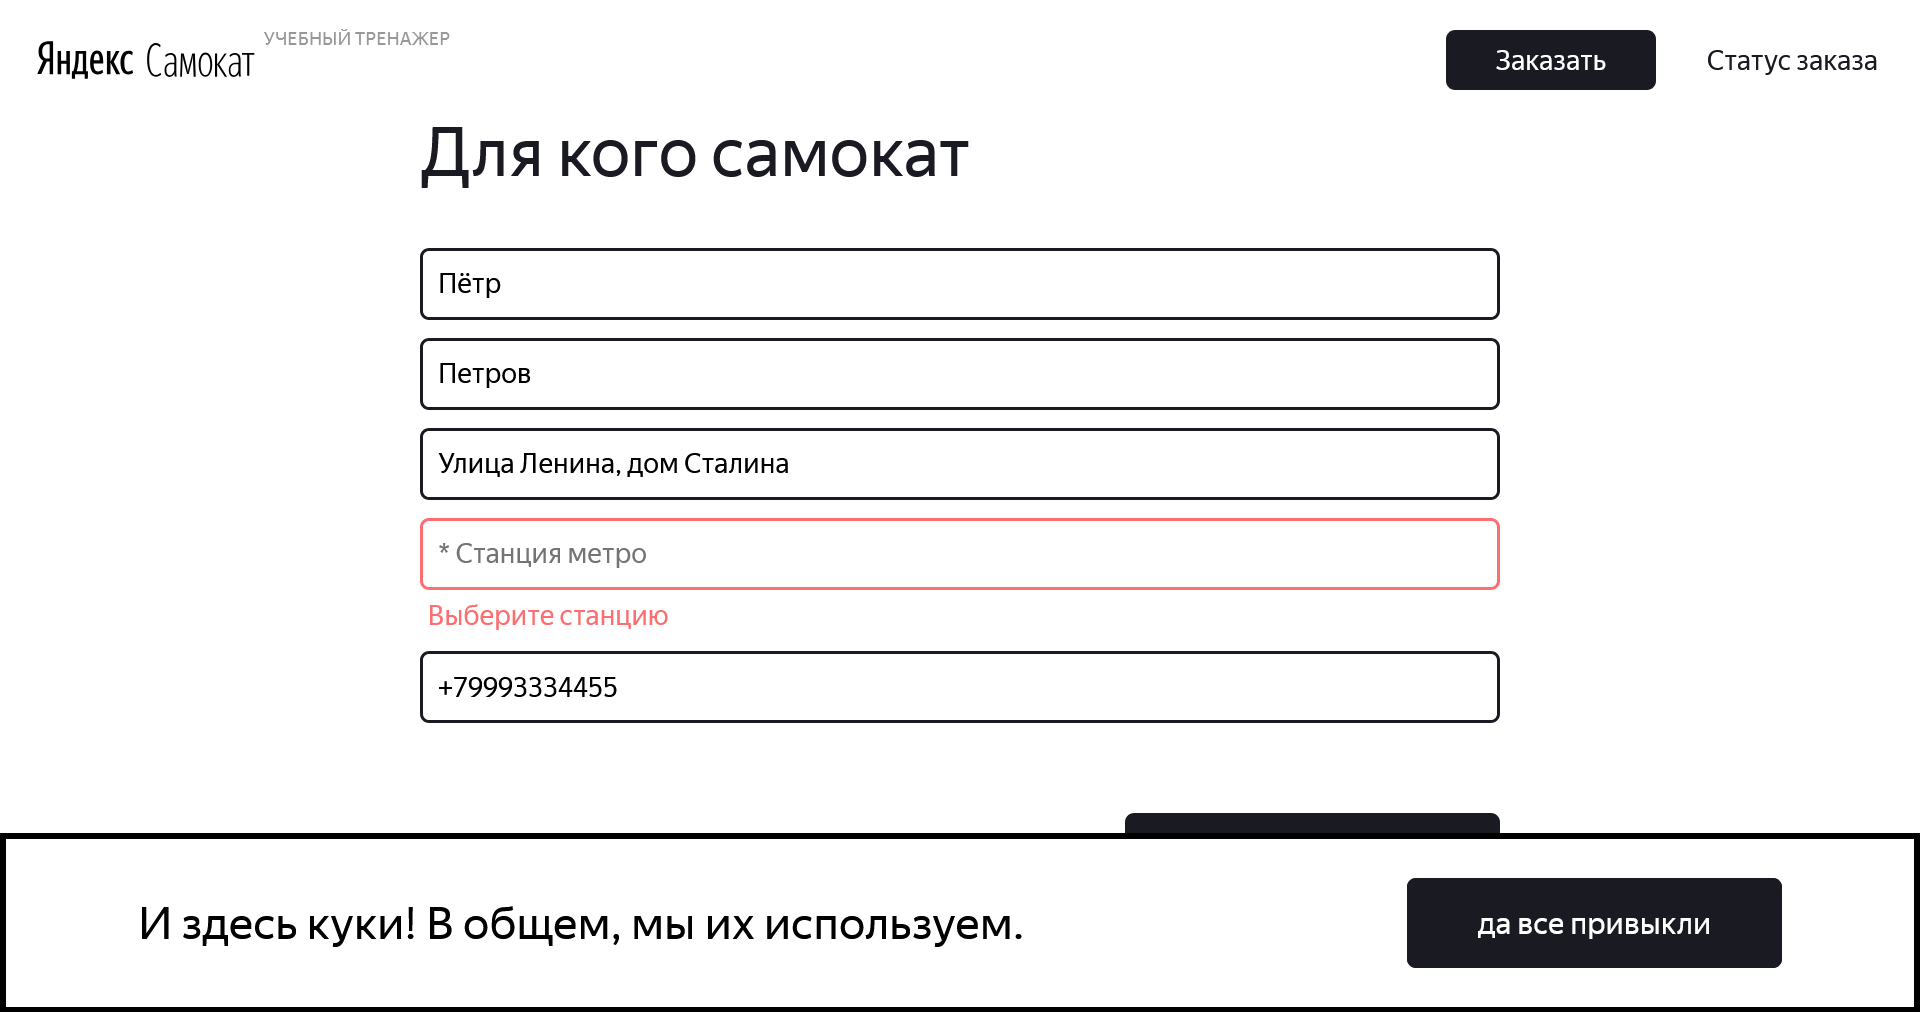 Яндекс Самокат
УЧЕБНЫЙ ТРЕНАЖЕР
Заказать
Статус заказа
Для кого самокат
Пётр
Петров
Улица Ленина, дом Сталина
* Станция метро
Выберите станцию
+79993334455
И здесь куки! В общем, мы их используем.
да все привыкли